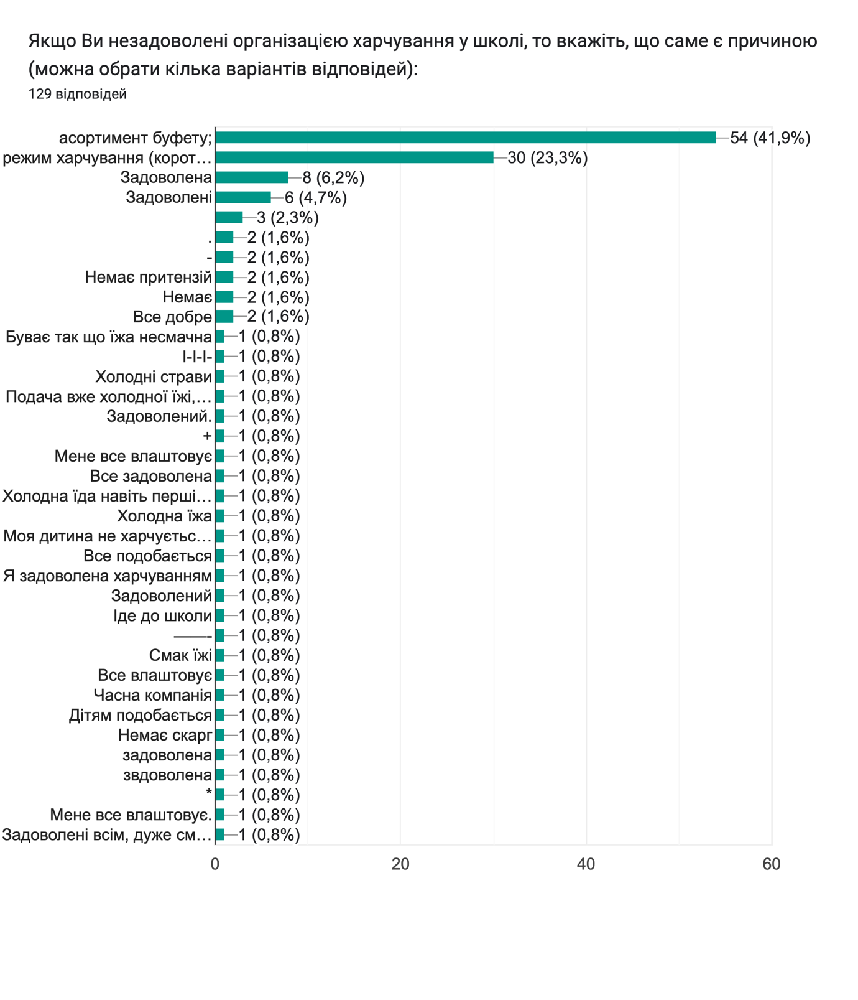 Якщо Ви незадоволені організацією харчування у школі, то вкажіть, що саме є причиною
(можна обрати кілька варіантів відповідей):
129 відповідей
асортимент буфету; 54 (41,9%)
режим харчування (корот… 30 (23,3%)
Задоволена 8 (6,2%)
Задоволені 6 (4,7%)
3 (2,3%)
. 2 (1,6%)
- 2 (1,6%)
Немає притензій 2 (1,6%)
Немає 2 (1,6%)
Все добре 2 (1,6%)
Буває так що їжа несмачна 1 (0,8%)
І-І-І- 1 (0,8%)
Холодні страви 1 (0,8%)
Подача вже холодної їжі,… 1 (0,8%)
Задоволений. 1 (0,8%)
+ 1 (0,8%)
Мене все влаштовує 1 (0,8%)
Все задоволена 1 (0,8%)
Холодна їда навіть перші… 1 (0,8%)
Холодна їжа 1 (0,8%)
Моя дитина не харчуєтьс… 1 (0,8%)
Все подобається 1 (0,8%)
Я задоволена харчуванням 1 (0,8%)
Задоволений 1 (0,8%)
Іде до школи 1 (0,8%)
——- 1 (0,8%)
Смак їжі 1 (0,8%)
Все влаштовує 1 (0,8%)
Часна компанія 1 (0,8%)
Дітям подобається 1 (0,8%)
Немає скарг 1 (0,8%)
задоволена 1 (0,8%)
звдоволена 1 (0,8%)
* 1 (0,8%)
Мене все влаштовує. 1 (0,8%)
Задоволені всім, дуже см… 1 (0,8%)
0 20 40 60